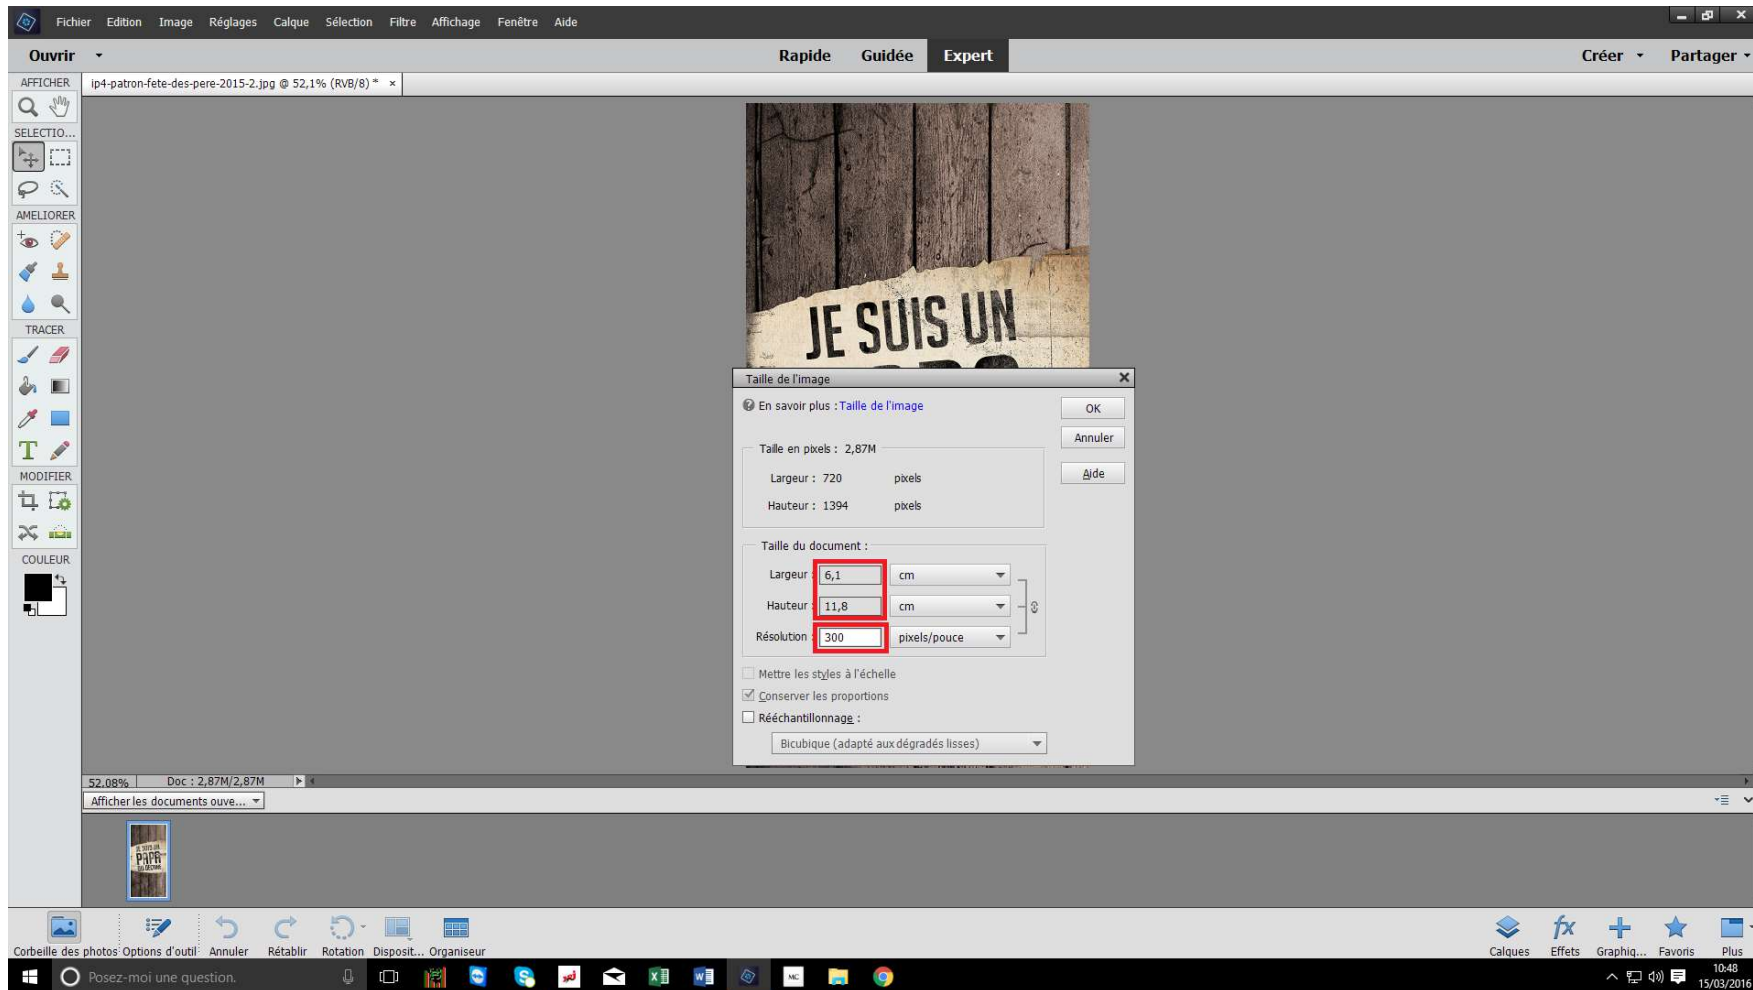 Fichier Edition Image Réglages Calque Sélection Filtre Affichage Fenêtre Aide
Ouvrir Rapide Guidée Expert Créer Partager
AFFICHER
ip4-patron-fete-des-pere-2015-2.jpg @ 52,1% (RVB/8) * ×
SELECTIO...
AMELIORER
TRACER
MODIFIER
COULEUR
JE SUIS UN
Taille de l'image
En savoir plus : Taille de l'image
OK
Annuler
Aide
Taille en pixels : 2,87M
Largeur : 720 pixels
Hauteur : 1394 pixels
Taille du document :
Largeur : 6,1 cm
Hauteur : 11,8 cm
Résolution : 300 pixels/pouce
Mettre les styles à l'échelle
Conserver les proportions
Rééchantillonnage :
Bicubique (adapté aux dégradés lisses)
52.08% Doc : 2,87M/2,87M
Afficher les documents ouve...
JE SUIS UN
PAPA
Corbeille des photos Options d'outil Annuler Rétablir Rotation Disposit... Organiseur Calques Effets Graphiq... Favoris Plus
Posez-moi une question.
10:48
15/03/2016